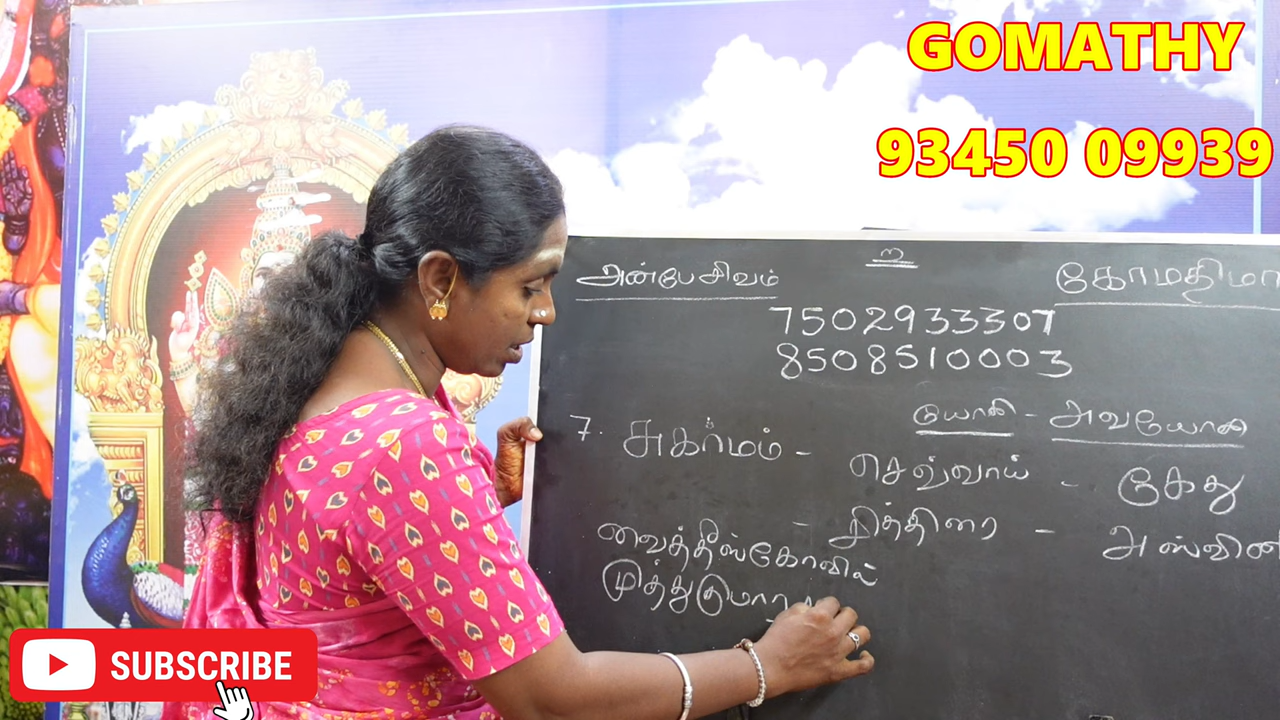 GOMATHY
93450 09939
அன்பே சிவம்
கோமதிமா
7502933307
8508510003
யோகி - அவயோகி
7. சுகர்மம் - செவ்வாய் - கேது
- சித்திரை - அஸ்வின
வைத்தீஸ்கோவில்
முத்துகுமார
SUBSCRIBE